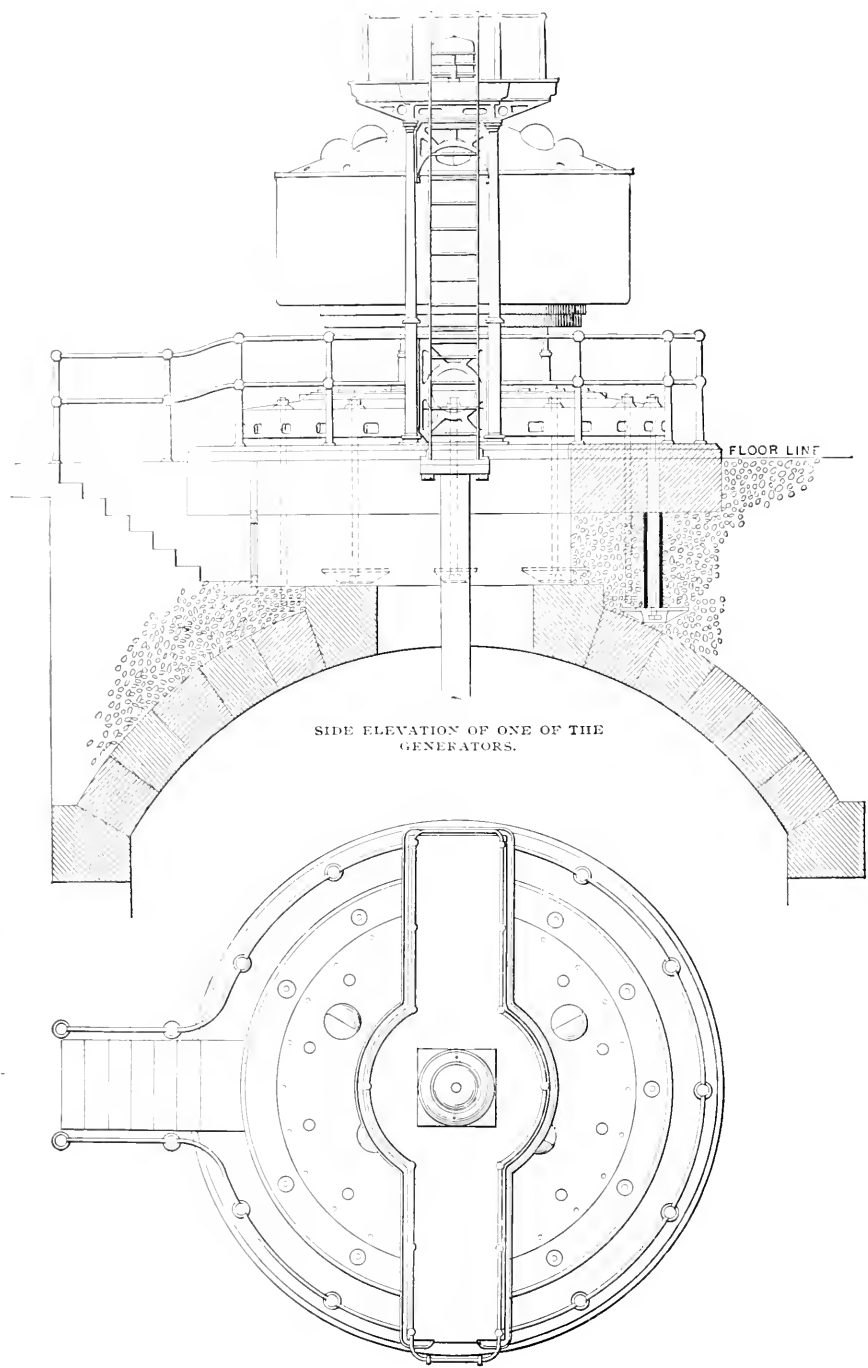 FLOOR LINE
SIDE ELEVATION OF ONE OF THE
GENERATORS.